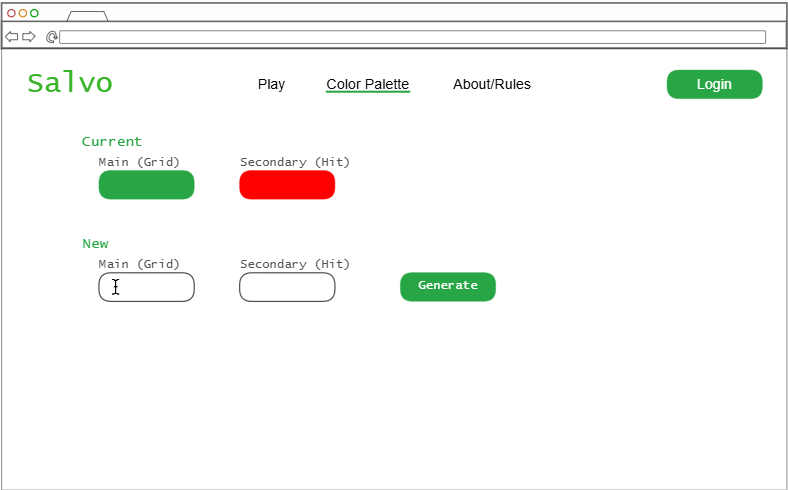 Salvo
Play
Color Palette
About/Rules
Login
Current
Main (Grid)
Secondary (Hit)
New
Main (Grid)
Secondary (Hit)
Generate